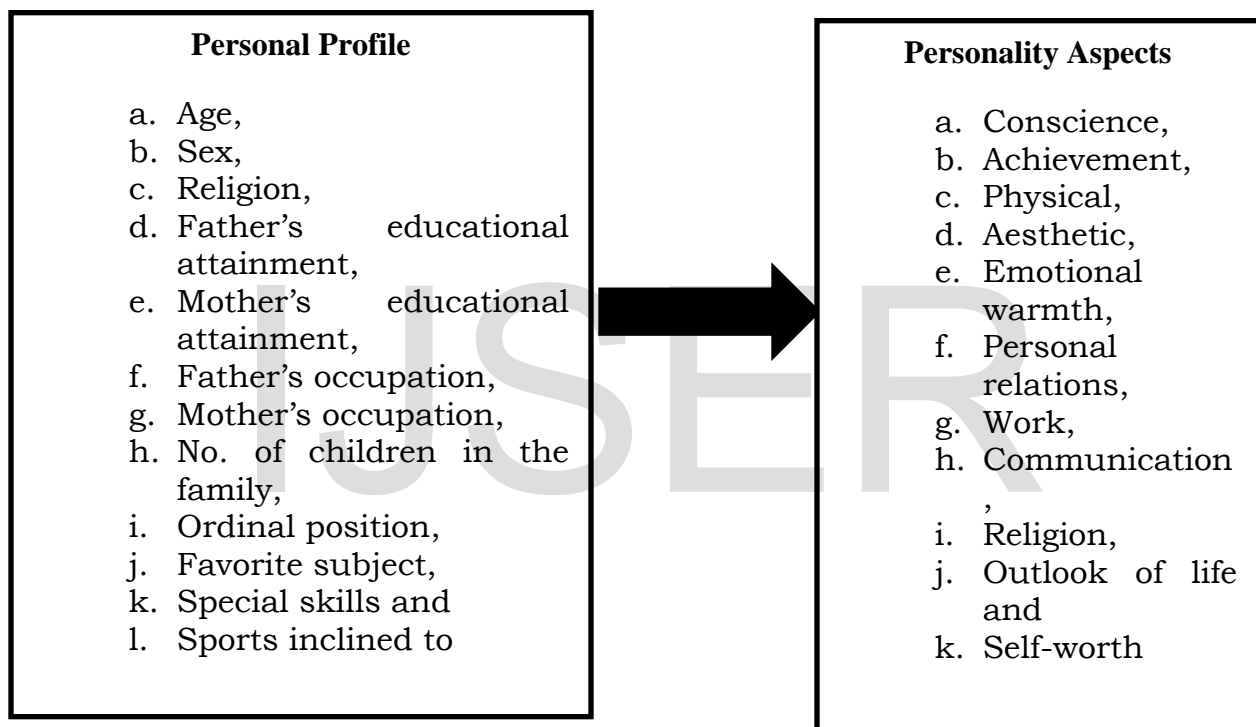 Personal Profile
a. Age,
b. Sex,
c. Religion,
d. Father's educational
attainment,
e. Mother's educational
attainment,
f. Father's occupation,
g. Mother's occupation,
h. No. of children in the
family,
i. Ordinal position,
j. Favorite subject,
k. Special skills and
l. Sports inclined to
Personality Aspects
a. Conscience,
b. Achievement,
c. Physical,
d. Aesthetic,
e. Emotional
warmth,
f. Personal
relations,
g. Work,
h. Communication
,
i. Religion,
j. Outlook of life
and
k. Self-worth
IJSER